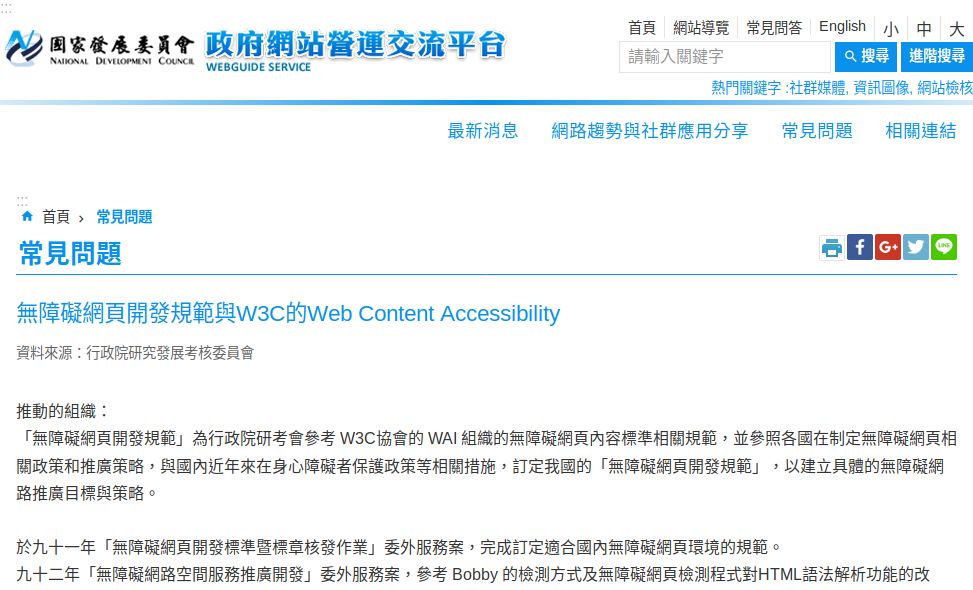 :::
國家發展委員會
NATIONAL DEVELOPMENT COUNCIL
政府網站營運交流平台
WEBGUIDE SERVICE
首頁 網站導覽 常見問答 English 小 中 大
請輸入關鍵字 搜尋 進階搜尋
熱門關鍵字 :社群媒體, 資訊圖像, 網站檢核
最新消息 網路趨勢與社群應用分享 常見問題 相關連結
:::
首頁 › 常見問題
常見問題
f G+ LINE
無障礙網頁開發規範與W3C的Web Content Accessibility
資料來源：行政院研究發展考核委員會
推動的組織：
「無障礙網頁開發規範」為行政院研考會參考 W3C協會的 WAI 組織的無障礙網頁內容標準相關規範，並參照各國在制定無障礙網頁相
關政策和推廣策略，與國內近年來在身心障礙者保護政策等相關措施，訂定我國的「無障礙網頁開發規範」，以建立具體的無障礙網
路推廣目標與策略。
於九十一年「無障礙網頁開發標準暨標章核發作業」委外服務案，完成訂定適合國內無障礙網頁環境的規範。
九十二年「無障礙網路空間服務推廣開發」委外服務案，參考 Bobby 的檢測方式及無障礙網頁檢測程式對HTML語法解析功能的改